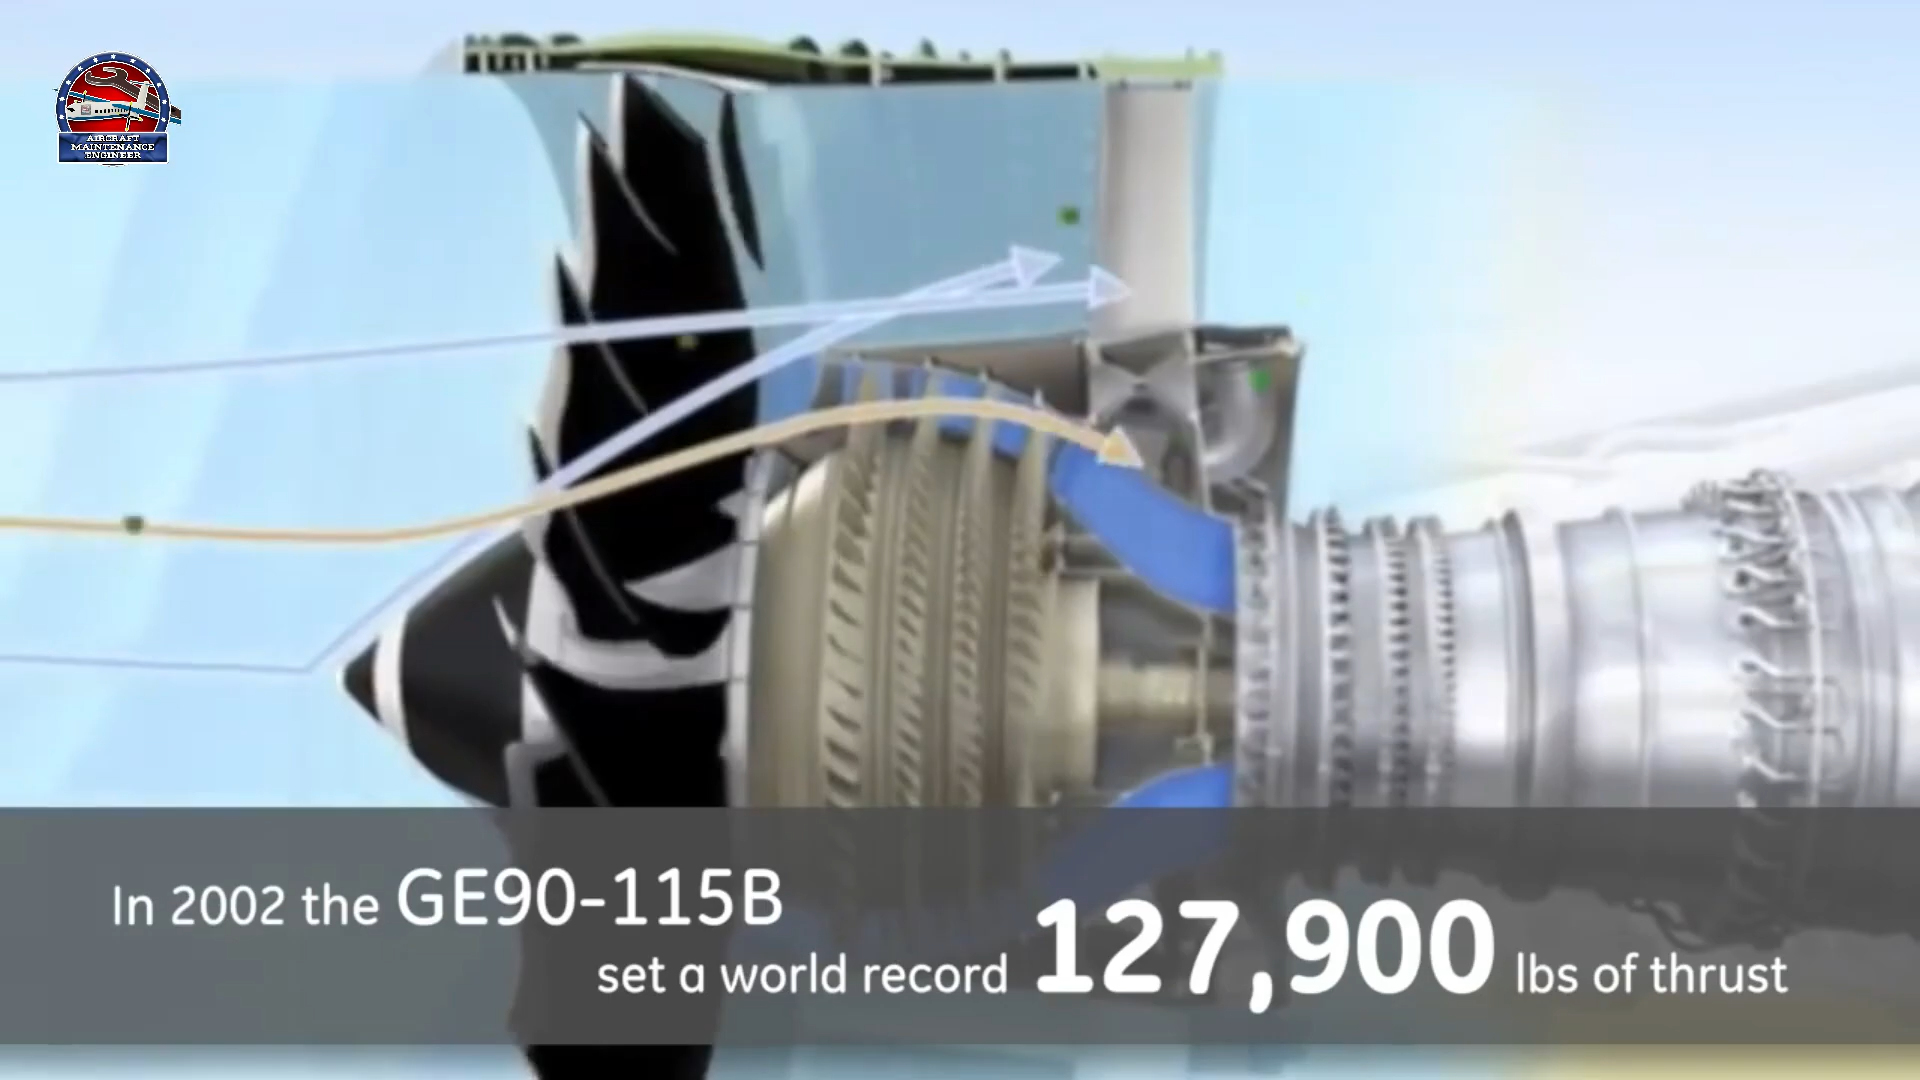 AIRCRAFT
MAINTENANCE
ENGINEER
In 2002 the GE90-115B
set a world record 127,900 lbs of thrust